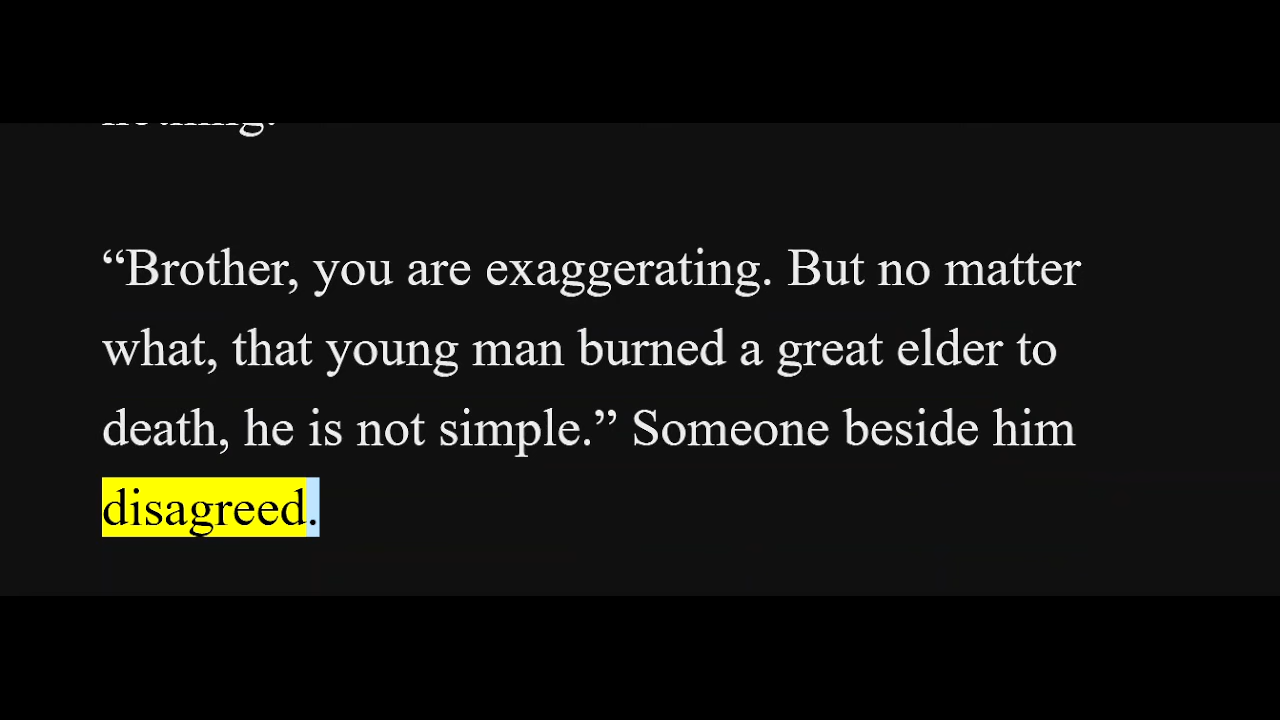 “Brother, you are exaggerating. But no matter
what, that young man burned a great elder to
death, he is not simple.” Someone beside him
disagreed.